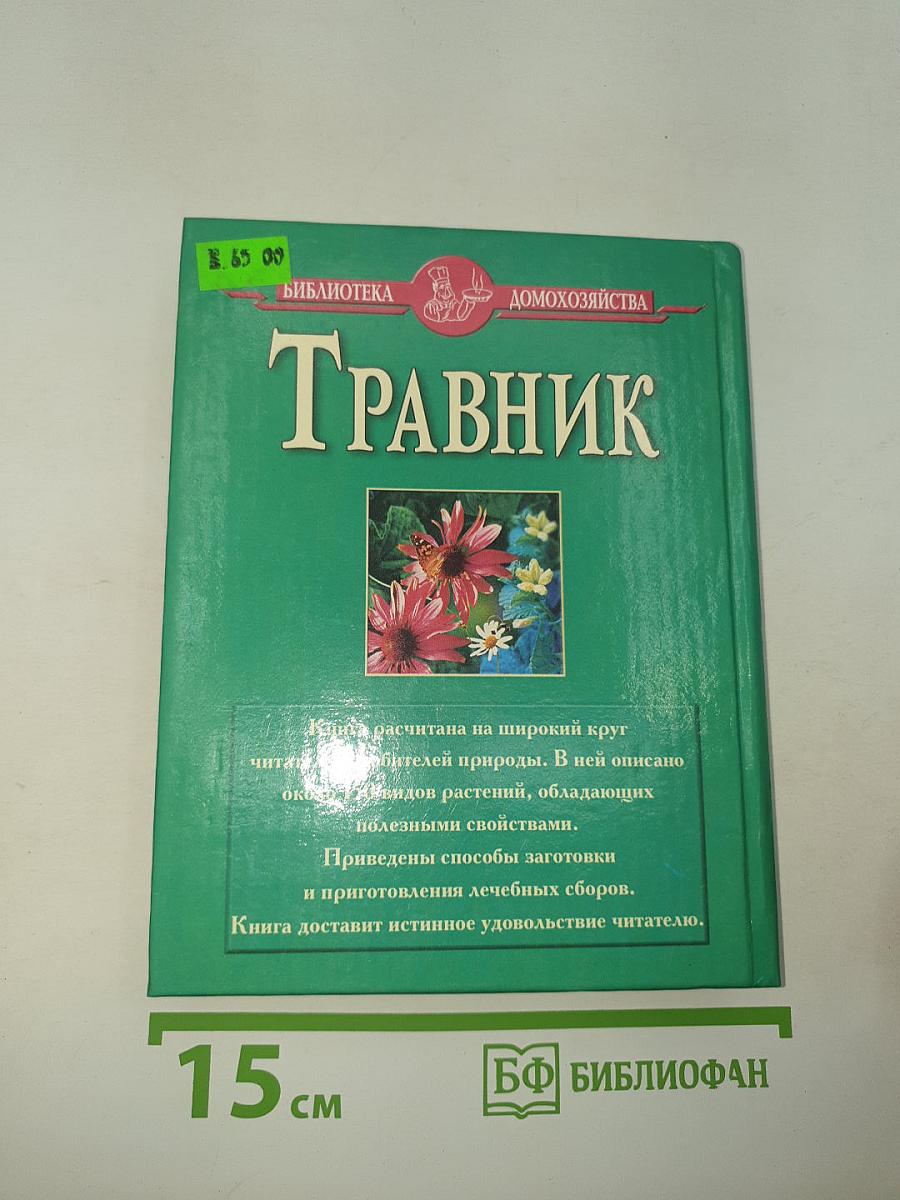 65 00
БИБЛИОТЕКА ДОМОХОЗЯЙСТВА
ТРАВНИК
Книга расчитана на широкий круг
природы. В ней описано
видов растений, обладающих
полезными свойствами.
Приведены способы заготовки
и приготовления лечебных сборов.
Книга доставит истинное удовольствие читателю.
15 см
БФ БИБЛИОФАН